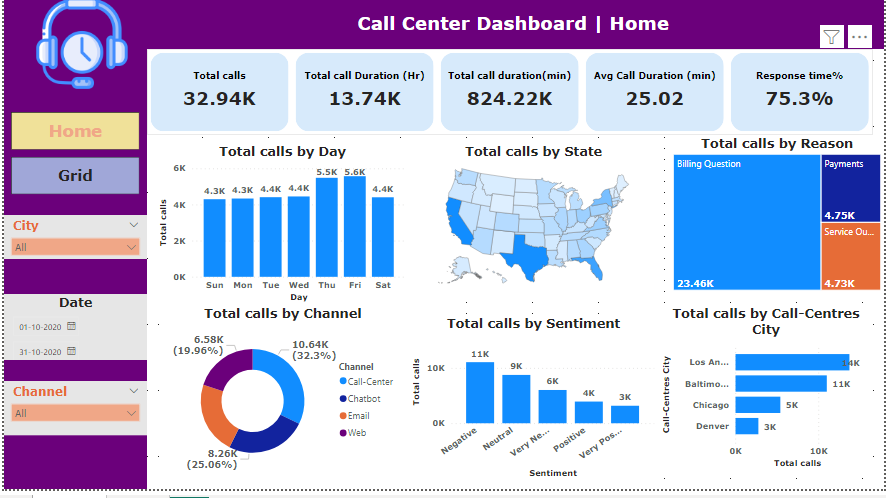 Call Center Dashboard | Home
Total calls
32.94K
Total call Duration (Hr)
13.74K
Total call duration(min)
824.22K
Avg Call Duration (min)
25.02
Response time%
75.3%
Home
Grid
City
All
Date
01-10-2020
31-10-2020
Channel
All
Total calls by Day
6K
4K
2K
0K
Total calls
4.3K 4.3K 4.4K 4.4K 5.5K 5.6K 4.4K
Sun Mon Tue Wed Thu Fri Sat
Day
Total calls by State
Total calls by Reason
Billing Question
23.46K
Payments
4.75K
Service Ou...
4.73K
Total calls by Channel
6.58K
(19.96%)
10.64K
(32.3%)
8.26K
(25.06%)
Channel
Call-Center
Chatbot
Email
Web
Total calls by Sentiment
Total calls
10K
0K
11K 9K 6K 4K 3K
Negative Neutral Very Ne... Positive Very Pos...
Sentiment
Total calls by Call-Centres
City
Call-Centres City
Los An... 14K
Baltimo... 11K
Chicago 5K
Denver 3K
0K 10K
Total calls